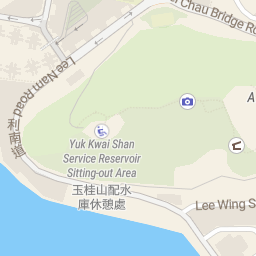 Chau Bridge Ro
Lee Nam Road 利南道
A
Yuk Kwai Shan
Service Reservoir
Sitting-out Area
玉桂山配水
庫休憩處
Lee Wing S